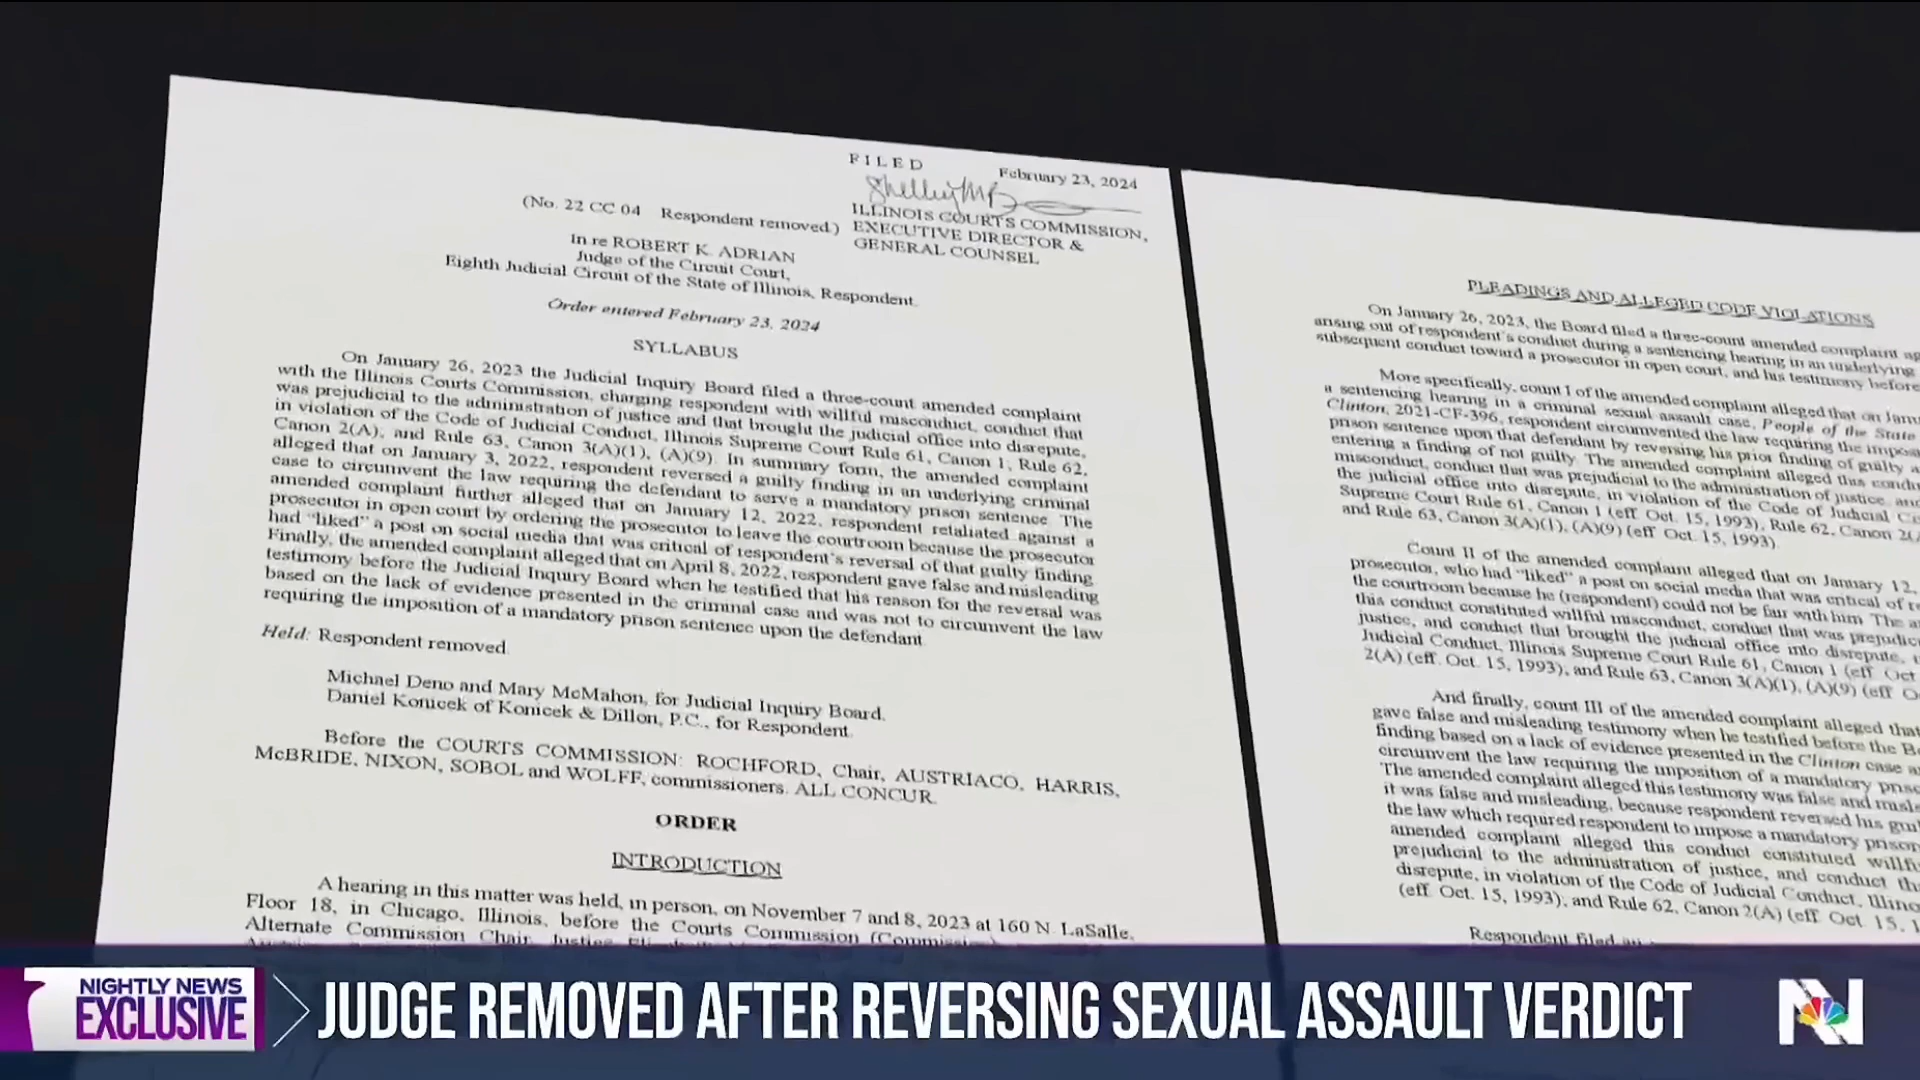 FILED
February 23, 2024
ILLINOIS COURTS COMMISSION,
EXECUTIVE DIRECTOR &
GENERAL COUNSEL
(No. 22 CC 04 Respondent removed.)
In re ROBERT K. ADRIAN
Judge of the Circuit Court,
Eighth Judicial Circuit of the State of Illinois, Respondent.
Order entered February 23, 2024
SYLLABUS
On January 26, 2023 the Judicial Inquiry Board filed a three-count amended complaint
with the Illinois Courts Commission, charging respondent with willful misconduct, conduct that
was prejudicial to the administration of justice and that brought the judicial office into disrepute,
in violation of the Code of Judicial Conduct, Illinois Supreme Court Rule 61, Canon 1; Rule 62,
Canon 2(A), and Rule 63, Canon 3(A)(1), (A)(9). In summary form, the amended complaint
alleged that on January 3, 2022, respondent reversed a guilty finding in an underlying criminal
case to circumvent the law requiring the defendant to serve a mandatory prison sentence. The
amended complaint further alleged that on January 12, 2022, respondent retaliated against a
prosecutor in open court by ordering the prosecutor to leave the courtroom because the prosecutor
had "liked" a post on social media that was critical of respondent's reversal of that guilty finding.
Finally, the amended complaint alleged that on April 8, 2022, respondent gave false and misleading
testimony before the Judicial Inquiry Board when he testified that his reason for the reversal was
based on the lack of evidence presented in the criminal case and was not to circumvent the law
requiring the imposition of a mandatory prison sentence upon the defendant.
Held: Respondent removed.
Michael Deno and Mary McMahon, for Judicial Inquiry Board.
Daniel Konicek of Konicek & Dillon, P.C., for Respondent.
Before the COURTS COMMISSION: ROCHFORD, Chair, AUSTRIACO, HARRIS,
McBRIDE, NIXON, SOBOL and WOLFF, commissioners. ALL CONCUR.
ORDER
INTRODUCTION
A hearing in this matter was held, in person, on November 7 and 8, 2023 at 160 N. LaSalle,
Floor 18, in Chicago, Illinois, before the Courts Commission
Alternate Commission Chair, Justice
PLEADINGS AND ALLEGED CODE VIOLATIONS
On January 26, 2023, the Board filed a three-count amended complaint
arising out of respondent's conduct during a sentencing hearing in an underlying
subsequent conduct toward a prosecutor in open court, and his testimony before
More specifically, count I of the amended complaint alleged that on
a sentencing hearing in a criminal sexual assault case, People of the State
Clinton, 2021-CF-396, respondent circumvented the law requiring the
prison sentence upon that defendant by reversing his prior finding of guilty
entering a finding of not guilty. The amended complaint alleged this
misconduct, conduct that was prejudicial to the administration of justice, and
the judicial office into disrepute, in violation of the Code of Judicial
Supreme Court Rule 61, Canon 1 (eff. Oct. 15, 1993), Rule 62, Canon
and Rule 63, Canon 3(A)(1), (A)(9) (eff. Oct. 15, 1993).
Count II of the amended complaint alleged that on January 12,
prosecutor, who had "liked" a post on social media that was critical of
the courtroom because he (respondent) could not be fair with him. The
this conduct constituted willful misconduct, conduct that was
justice, and conduct that brought the judicial office into disrepute,
Judicial Conduct, Illinois Supreme Court Rule 61, Canon 1 (eff. Oct
2(A) (eff. Oct. 15, 1993), and Rule 63, Canon 3(A)(1), (A)(9) (eff.
And finally, count III of the amended complaint alleged that
gave false and misleading testimony when he testified before the
finding based on a lack of evidence presented in the Clinton case
circumvent the law requiring the imposition of a mandatory
The amended complaint alleged this testimony was false and
it was false and misleading, because respondent reversed his
the law which required respondent to impose a mandatory
amended complaint alleged this conduct constituted
prejudicial to the administration of justice, and conduct
disrepute, in violation of the Code of Judicial Conduct,
(eff. Oct. 15, 1993), and Rule 62, Canon 2(A) (eff. Oct. 15,
Respondent filed
NIGHTLY NEWS
EXCLUSIVE
JUDGE REMOVED AFTER REVERSING SEXUAL ASSAULT VERDICT